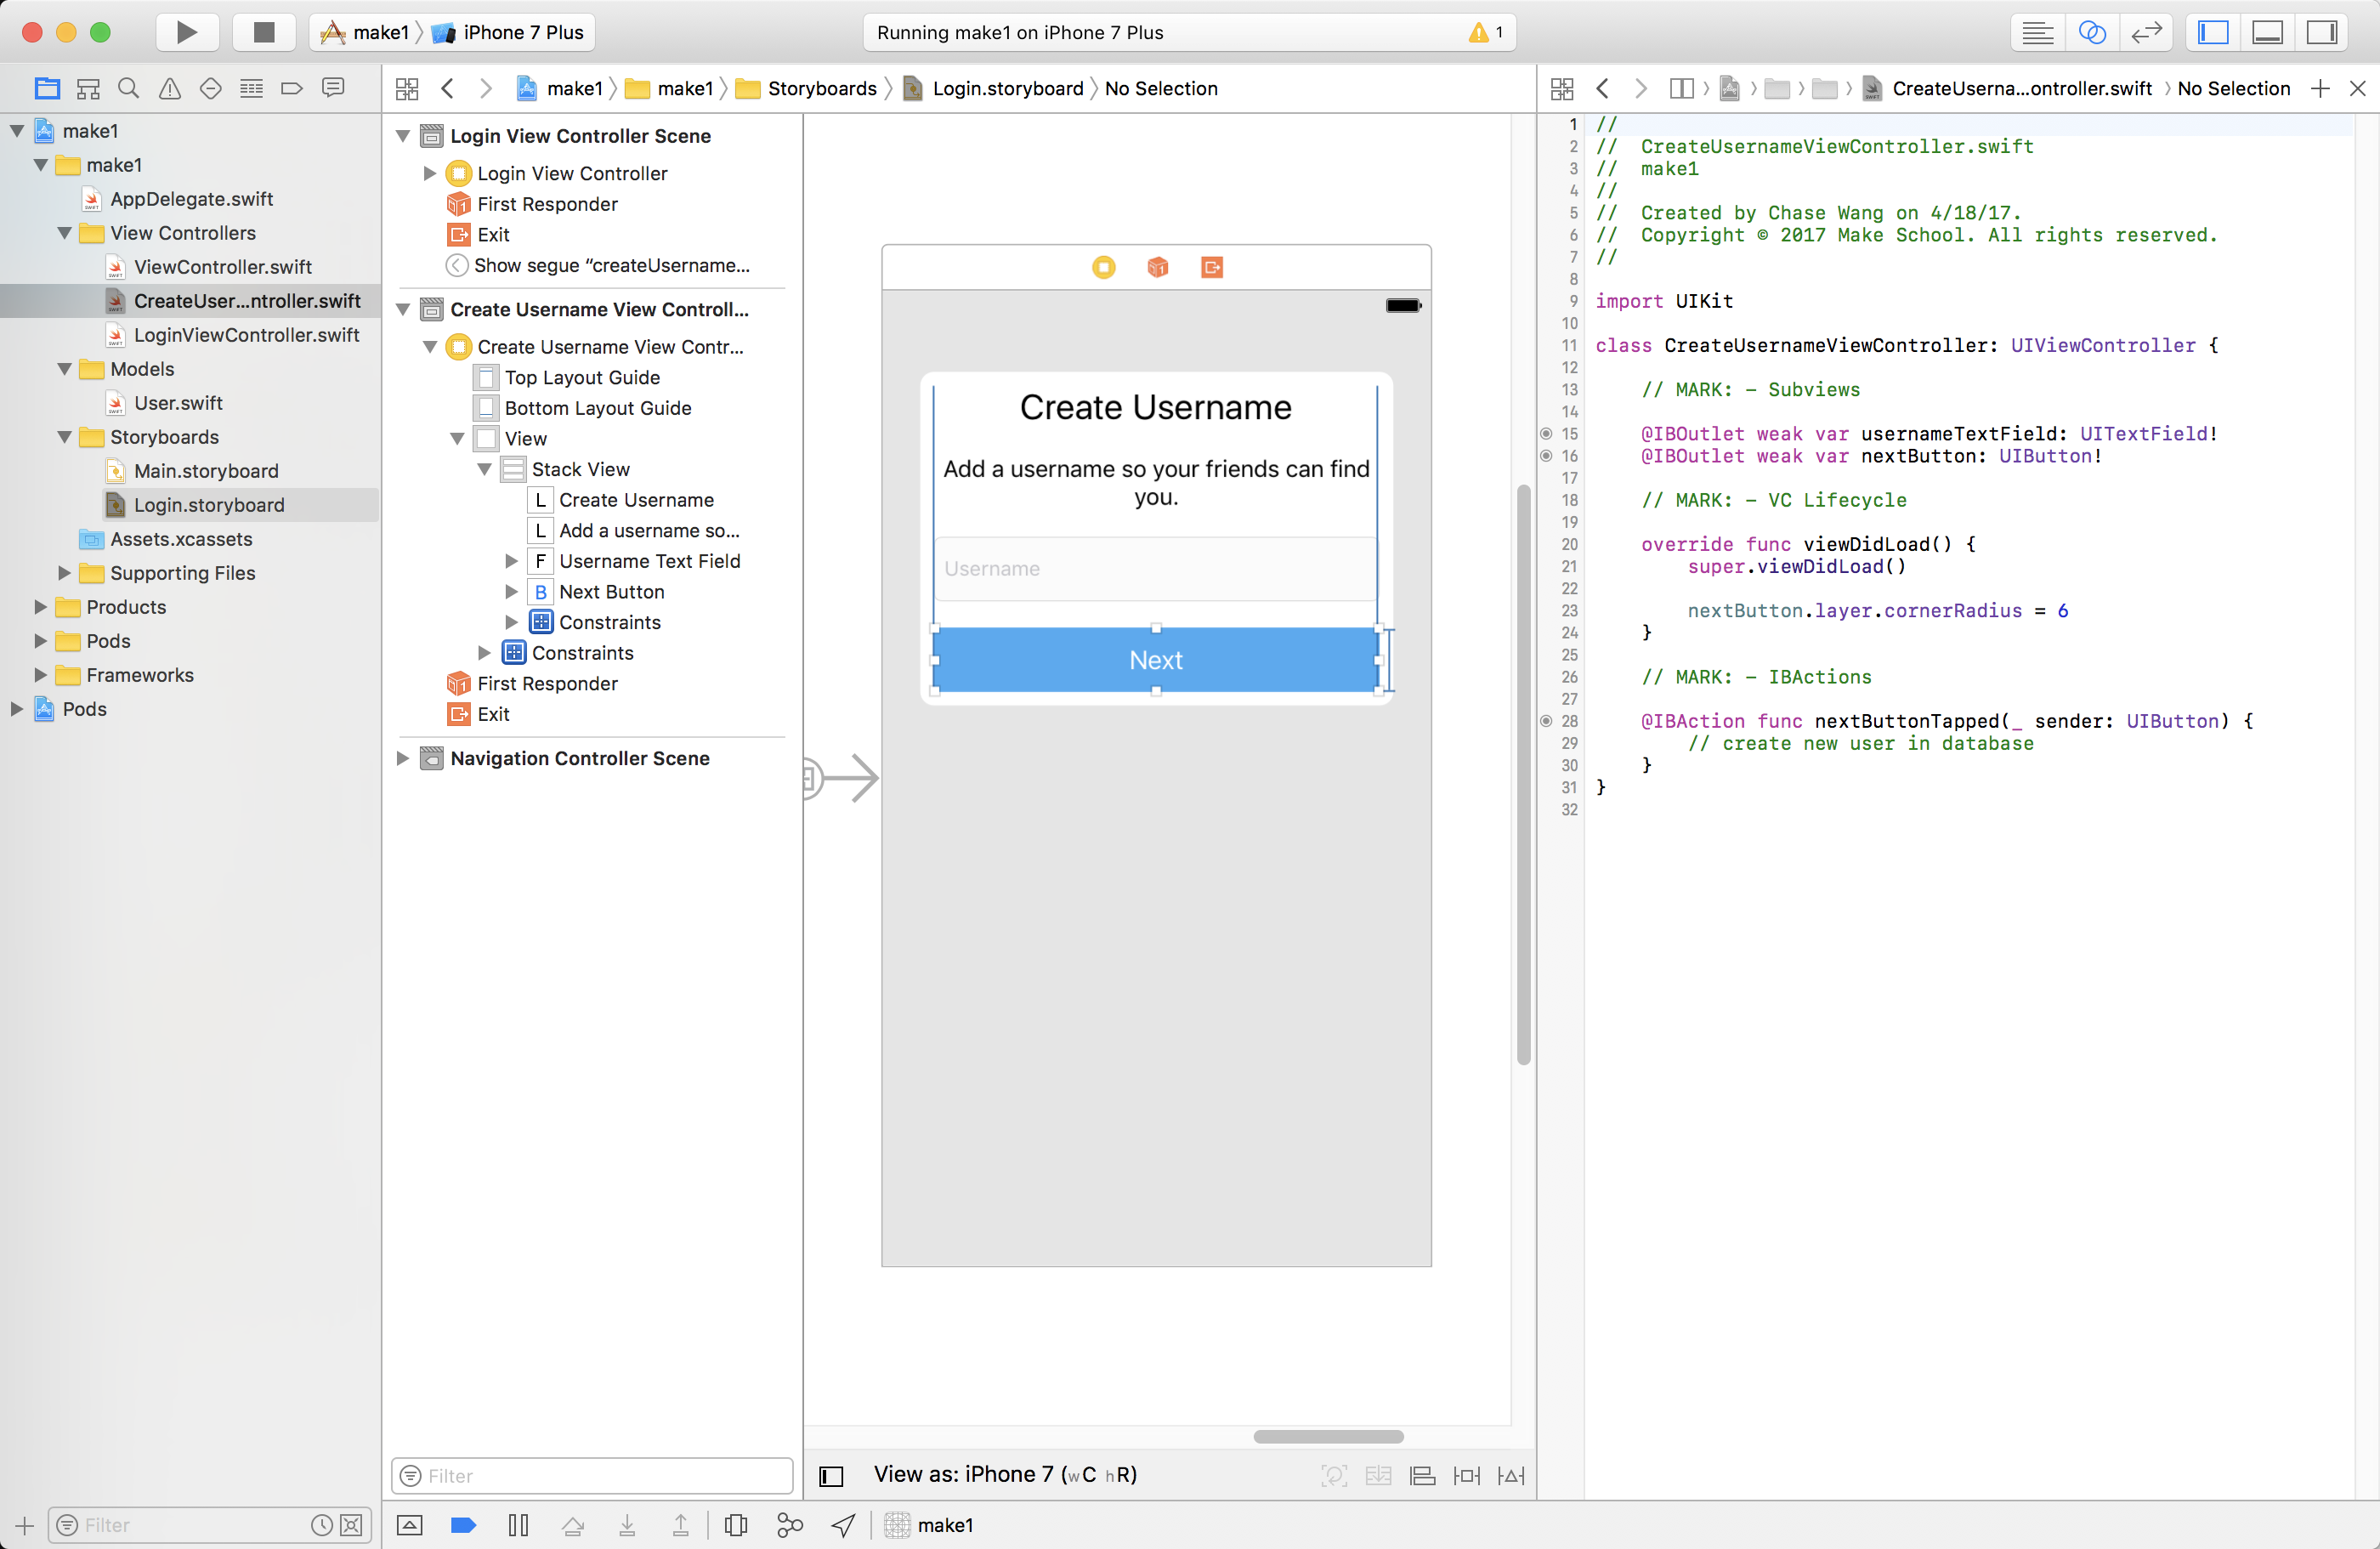 make1 〉 iPhone 7 Plus
Running make1 on iPhone 7 Plus
1
make1
make1
AppDelegate.swift
View Controllers
ViewController.swift
CreateUser...ntroller.swift
LoginViewController.swift
Models
User.swift
Storyboards
Main.storyboard
Login.storyboard
Assets.xcassets
Supporting Files
Products
Pods
Frameworks
Pods
Filter
make1 〉 make1 〉 Storyboards 〉 Login.storyboard 〉 No Selection
Login View Controller Scene
Login View Controller
First Responder
Exit
Show segue “createUsername...
Create Username View Controll...
Create Username View Contr...
Top Layout Guide
Bottom Layout Guide
View
Stack View
L Create Username
L Add a username so...
F Username Text Field
B Next Button
Constraints
Constraints
First Responder
Exit
Navigation Controller Scene
Filter
Create Username
Add a username so your friends can find
you.
Username
Next
View as: iPhone 7 (wC hR)
make1
CreateUserna...ontroller.swift 〉 No Selection
1 //
2 //  CreateUsernameViewController.swift
3 //  make1
4 //
5 //  Created by Chase Wang on 4/18/17.
6 //  Copyright © 2017 Make School. All rights reserved.
7 //
8
9 import UIKit
10
11 class CreateUsernameViewController: UIViewController {
12
13     // MARK: - Subviews
14
15     @IBOutlet weak var usernameTextField: UITextField!
16     @IBOutlet weak var nextButton: UIButton!
17
18     // MARK: - VC Lifecycle
19
20     override func viewDidLoad() {
21         super.viewDidLoad()
22
23         nextButton.layer.cornerRadius = 6
24     }
25
26     // MARK: - IBActions
27
28     @IBAction func nextButtonTapped(_ sender: UIButton) {
29         // create new user in database
30     }
31 }
32